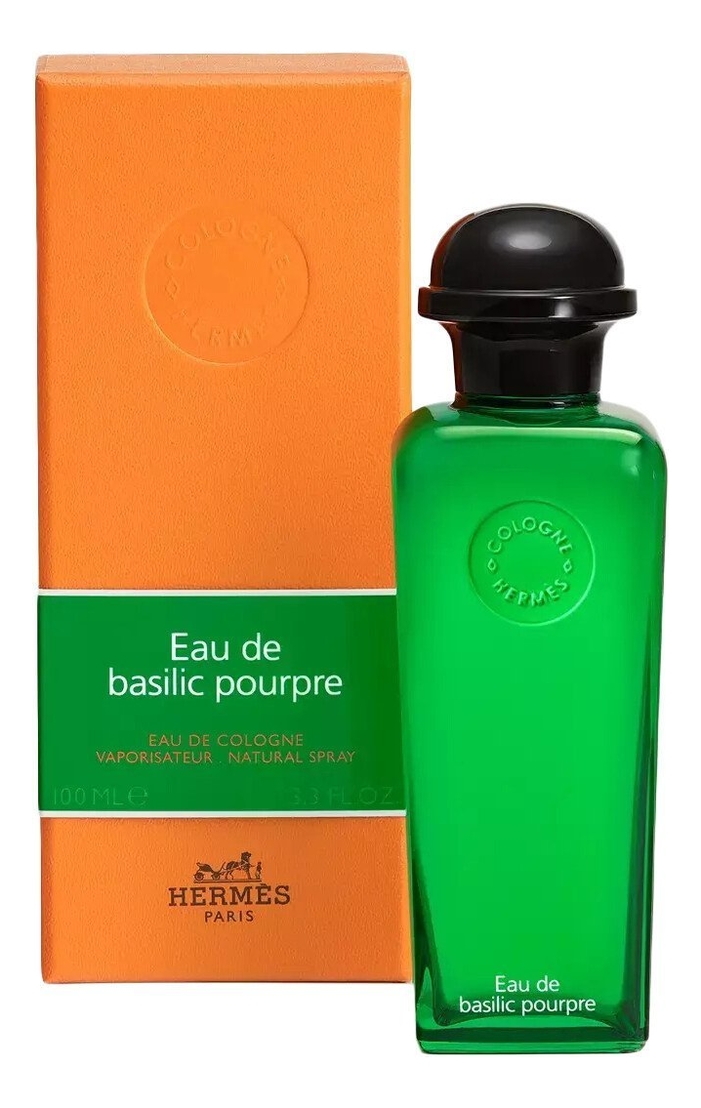 COLOGNE
HERMÈS
Eau de
basilic pourpre
EAU DE COLOGNE
VAPORISATEUR . NATURAL SPRAY
100 ML e 3.3 FL OZ
HERMÈS
PARIS
COLOGNE
HERMÈS
Eau de
basilic pourpre